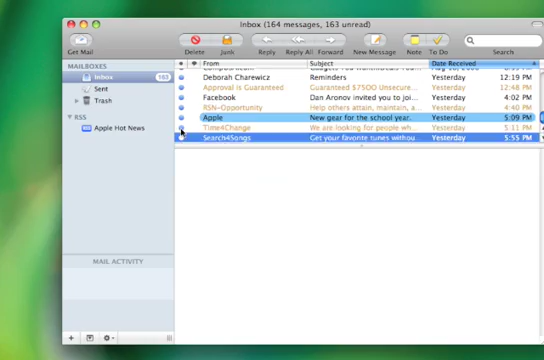 Inbox (164 messages, 163 unread)
Get Mail Delete Junk Reply Reply All Forward New Message Note To Do Search
MAILBOXES
Inbox 163
Sent
Trash
RSS
Apple Hot News
MAIL ACTIVITY
From Subject Date Received
Deborah Charewicz Reminders Yesterday 12:19 PM
Approval is Guaranteed Guaranteed $7500 Unsecure... Yesterday 12:48 PM
Facebook Dan Aronov invited you to joi... Yesterday 4:02 PM
RSN-Opportunity Help others attain, maintain, a... Yesterday 4:40 PM
Apple New gear for the school year. Yesterday 5:09 PM
Time4Change We are looking for people wh... Yesterday 5:11 PM
Search4Songs Get your favorite tunes withou... Yesterday 5:55 PM